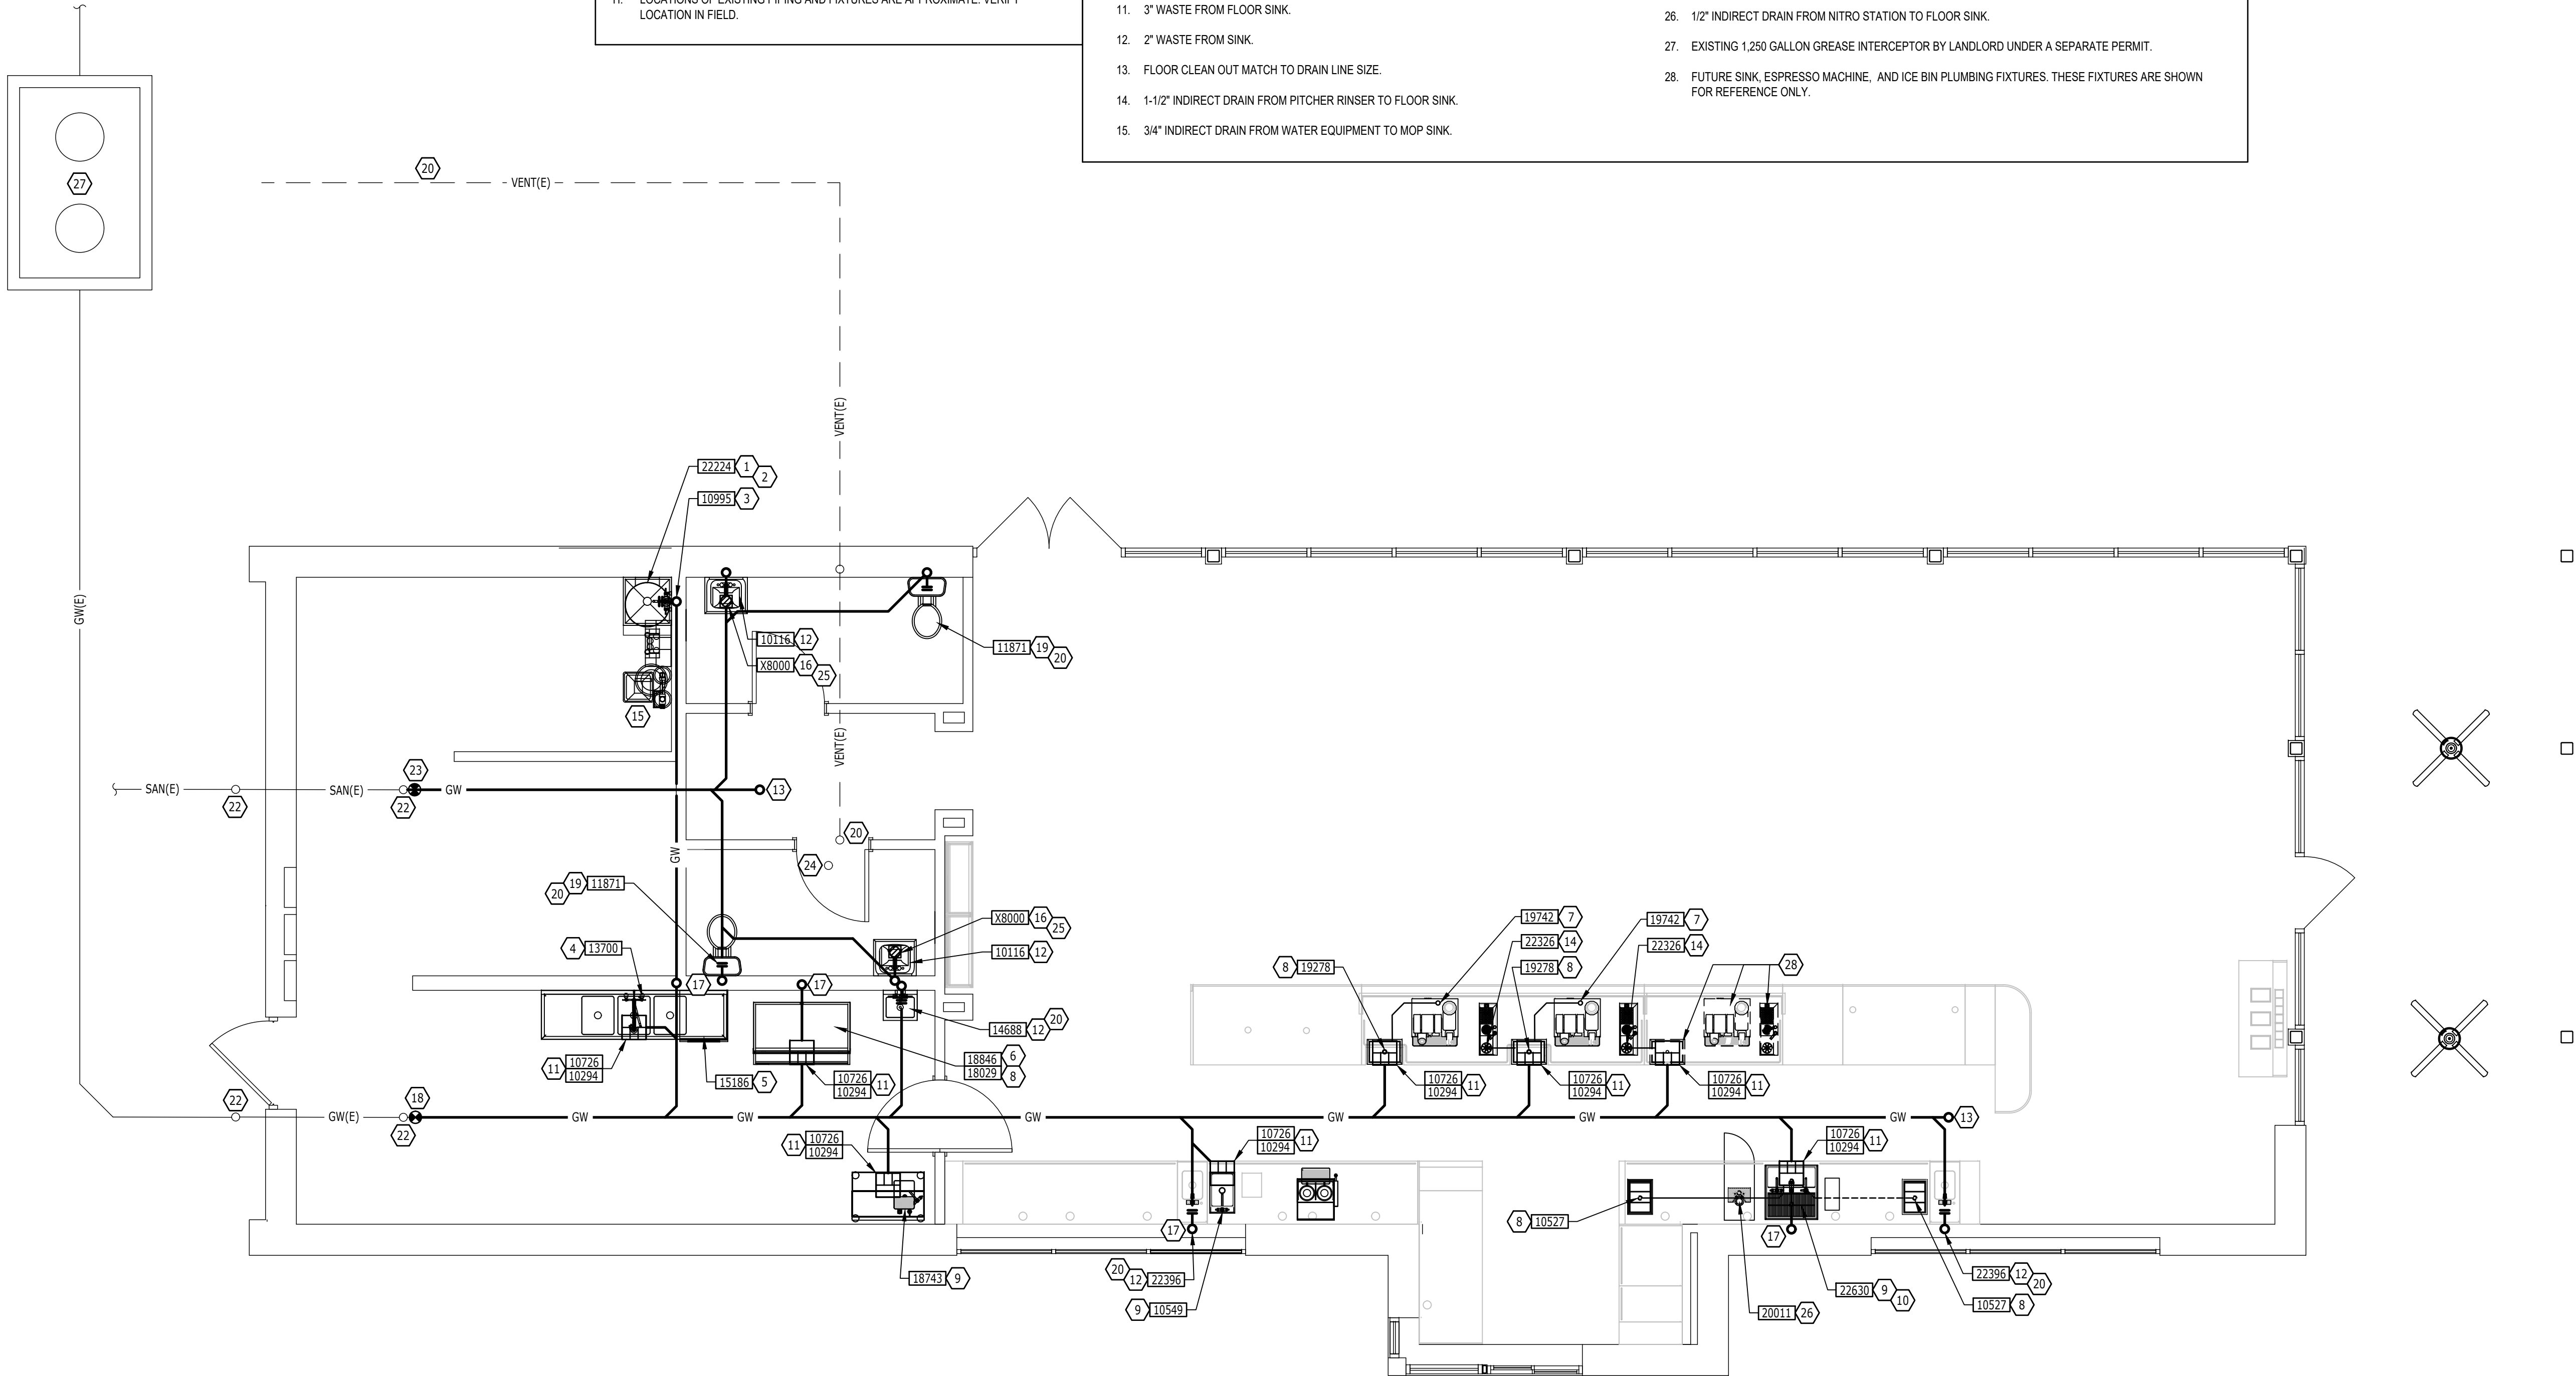 LOCATION IN FIELD.
11. 3" WASTE FROM FLOOR SINK.
12. 2" WASTE FROM SINK.
13. FLOOR CLEAN OUT MATCH TO DRAIN LINE SIZE.
14. 1-1/2" INDIRECT DRAIN FROM PITCHER RINSER TO FLOOR SINK.
15. 3/4" INDIRECT DRAIN FROM WATER EQUIPMENT TO MOP SINK.
26. 1/2" INDIRECT DRAIN FROM NITRO STATION TO FLOOR SINK.
27. EXISTING 1,250 GALLON GREASE INTERCEPTOR BY LANDLORD UNDER A SEPARATE PERMIT.
28. FUTURE SINK, ESPRESSO MACHINE, AND ICE BIN PLUMBING FIXTURES. THESE FIXTURES ARE SHOWN
FOR REFERENCE ONLY.
27
20
VENT(E)
VENT(E)
GW(E)
22224 1
2
10995 3
10116 12
X8000 16
25
11871 19
20
15
VENT(E)
23
SAN(E)
SAN(E)
GW
13
22
22
20
GW
24
19 11871
20
4 13700
X8000 16
25
10116 12
17
17
14688 12
20
11 10726
10294
15186 5
18846 6
18029 8
10726 11
10294
19742 7
22326 14
19278 8
8 19278
19742 7
22326 14
28
10726 11
10294
10726 11
10294
10726 11
10294
22
GW(E)
18
22
GW
GW
GW
GW
GW
GW
13
11 10726
10294
10726 11
10294
10726 11
10294
18743 9
17
20
12 22396
9 10549
8 10527
17
20011 26
22630 9
10
22396 12
20
10527 8